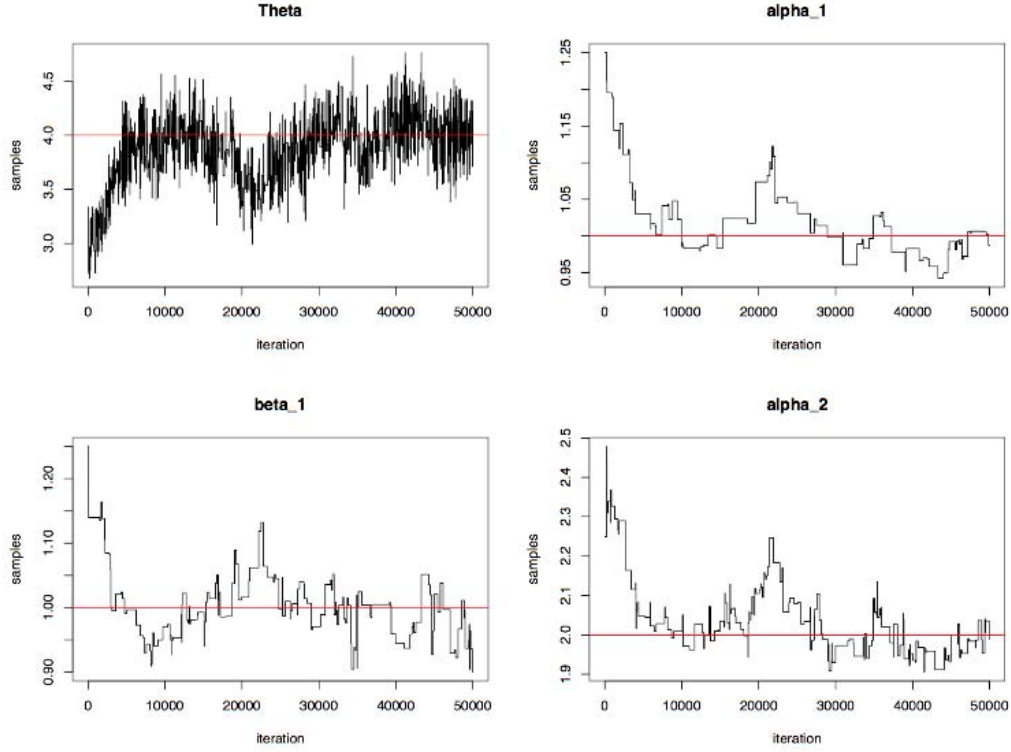 Theta
samples
3.0 3.5 4.0 4.5
0 10000 20000 30000 40000 50000
iteration
alpha_1
samples
0.95 1.05 1.15 1.25
0 10000 20000 30000 40000 50000
iteration
beta_1
samples
0.90 1.00 1.10 1.20
0 10000 20000 30000 40000 50000
iteration
alpha_2
samples
1.9 2.0 2.1 2.2 2.3 2.4 2.5
0 10000 20000 30000 40000 50000
iteration